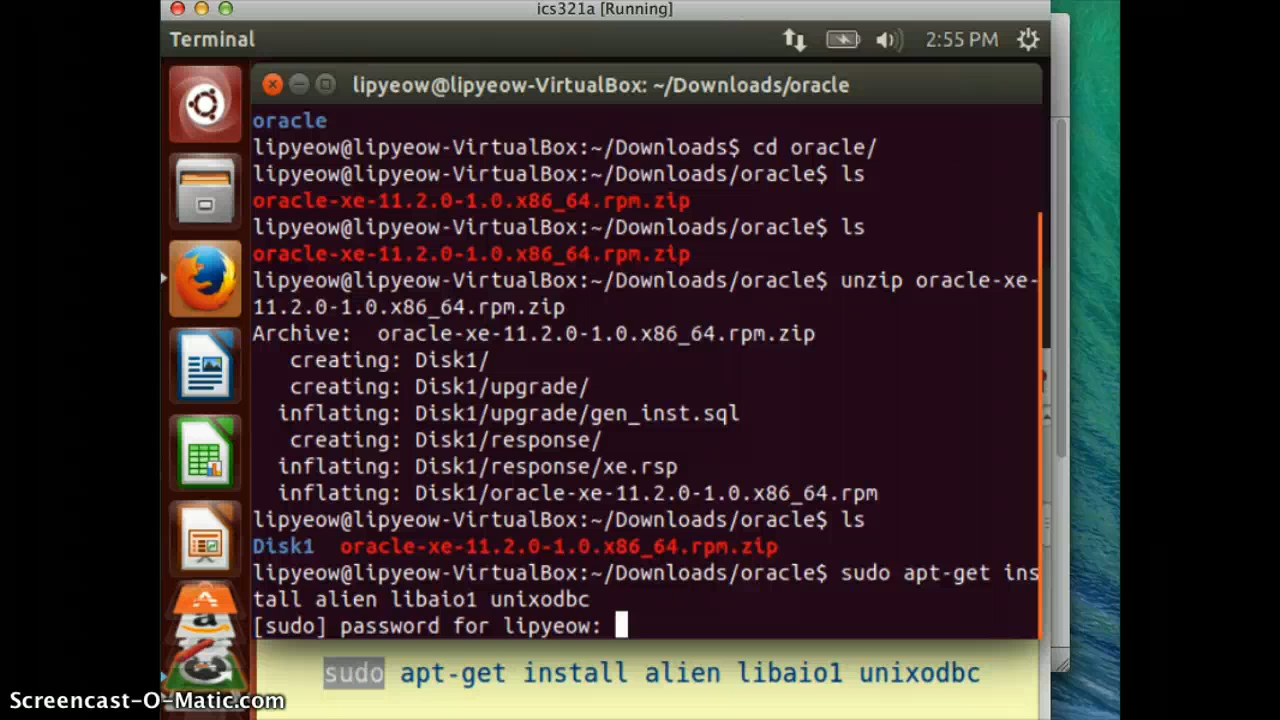 ics321a [Running]
Terminal
2:55 PM
lipyeow@lipyeow-VirtualBox: ~/Downloads/oracle
oracle
lipyeow@lipyeow-VirtualBox:~/Downloads$ cd oracle/
lipyeow@lipyeow-VirtualBox:~/Downloads/oracle$ ls
oracle-xe-11.2.0-1.0.x86_64.rpm.zip
lipyeow@lipyeow-VirtualBox:~/Downloads/oracle$ ls
oracle-xe-11.2.0-1.0.x86_64.rpm.zip
lipyeow@lipyeow-VirtualBox:~/Downloads/oracle$ unzip oracle-xe-
11.2.0-1.0.x86_64.rpm.zip
Archive:  oracle-xe-11.2.0-1.0.x86_64.rpm.zip
creating: Disk1/
creating: Disk1/upgrade/
inflating: Disk1/upgrade/gen_inst.sql
creating: Disk1/response/
inflating: Disk1/response/xe.rsp
inflating: Disk1/oracle-xe-11.2.0-1.0.x86_64.rpm
lipyeow@lipyeow-VirtualBox:~/Downloads/oracle$ ls
Disk1  oracle-xe-11.2.0-1.0.x86_64.rpm.zip
lipyeow@lipyeow-VirtualBox:~/Downloads/oracle$ sudo apt-get ins
tall alien libaio1 unixodbc
[sudo] password for lipyeow:
sudo apt-get install alien libaio1 unixodbc
Screencast-O-Matic.com